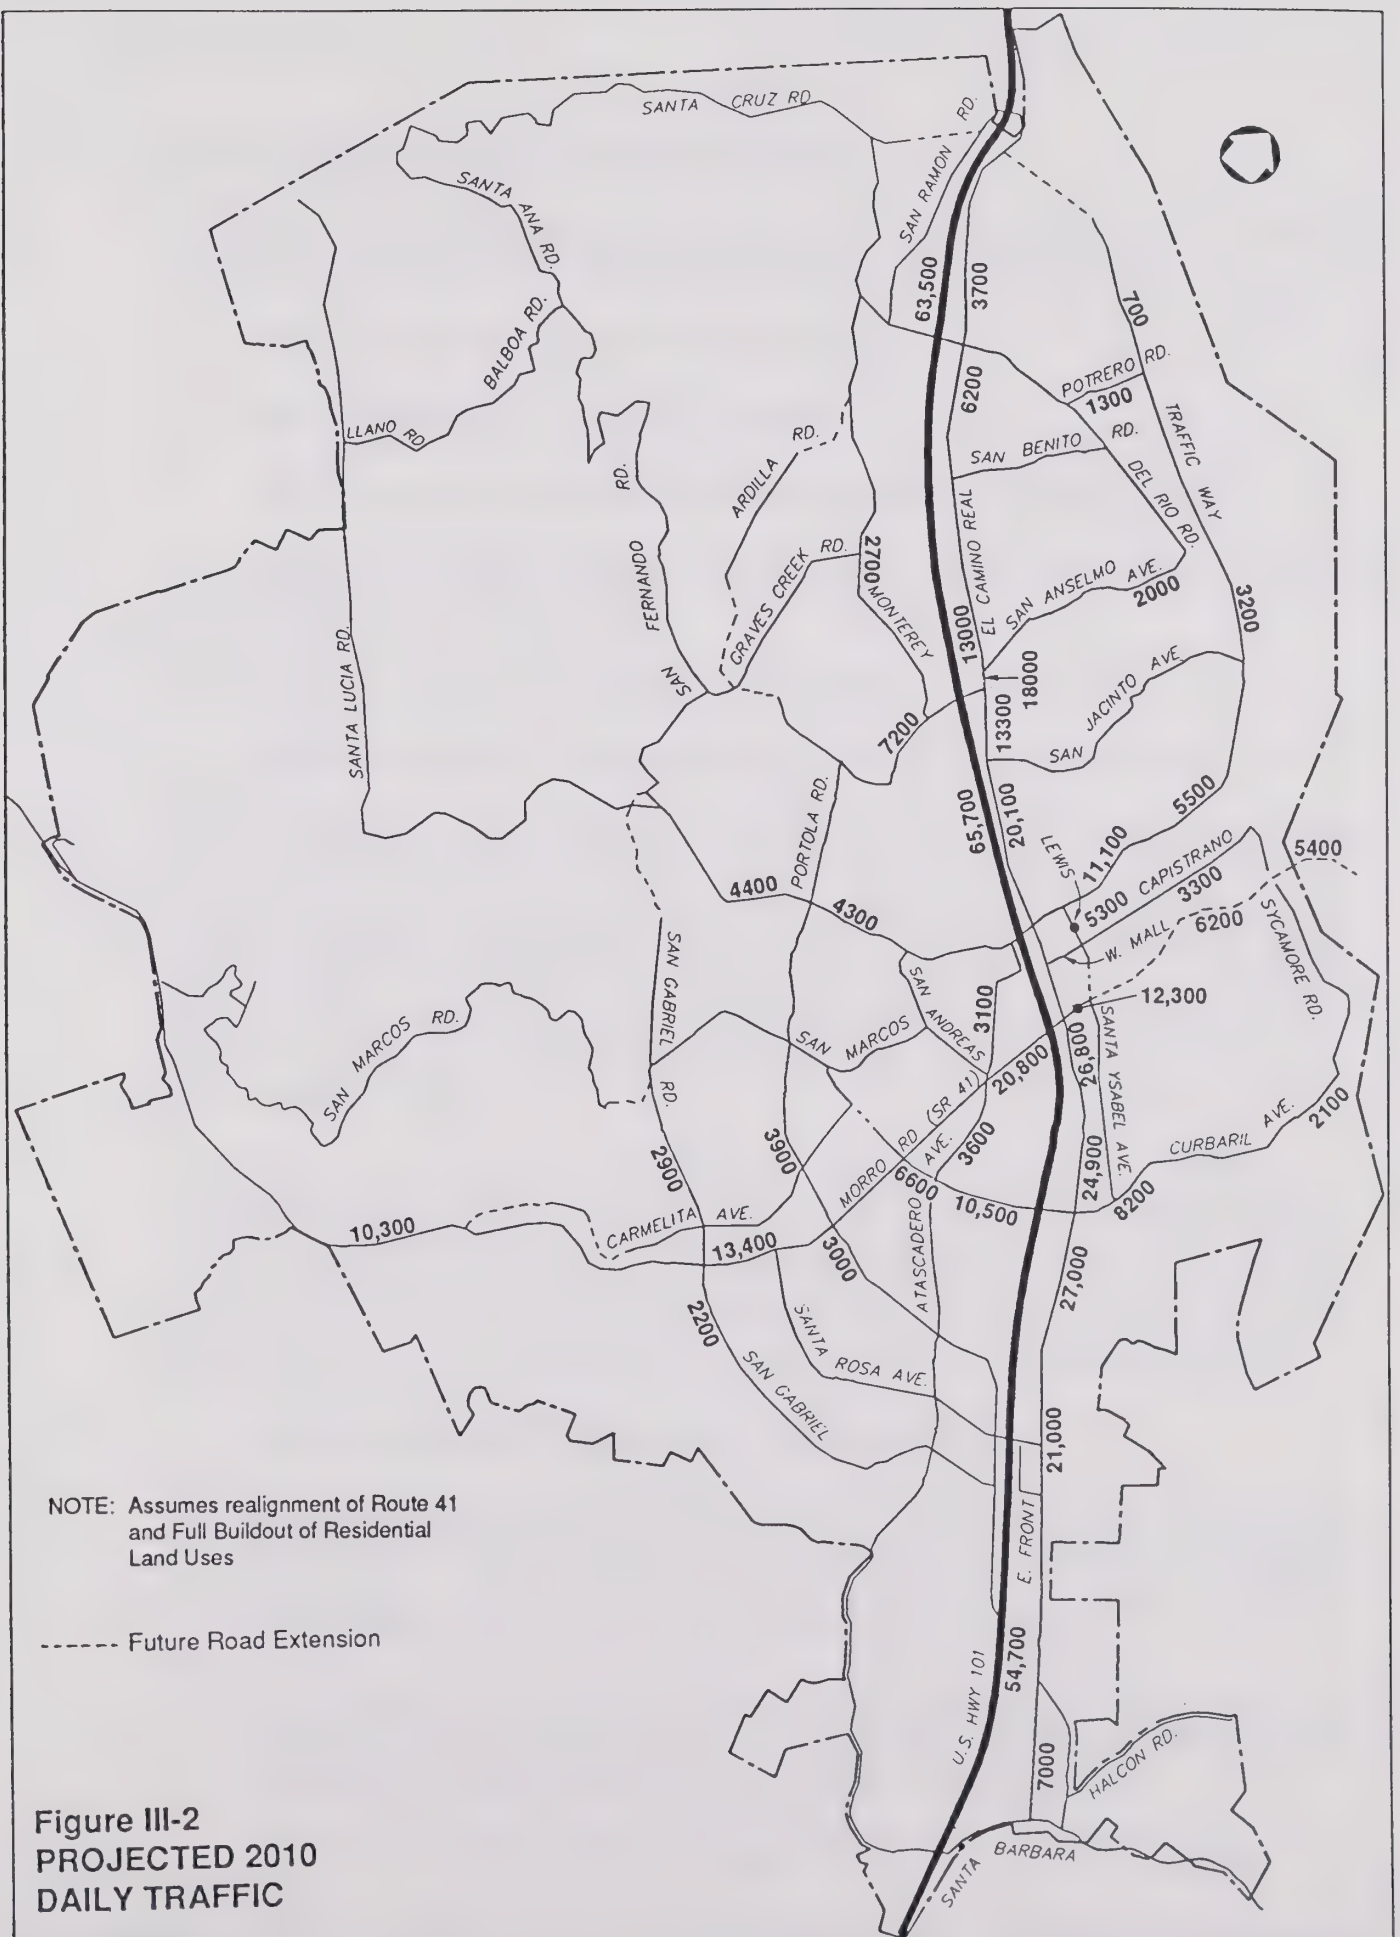 SANTA CRUZ RD
SAN RAMON RD.
SANTA ANA RD.
63,500
3700
700
BALBOA RD.
POTRERO RD.
1300
6200
LLANO RD
ARDILLA RD.
SAN BENITO RD.
TRAFFIC WAY
DEL RIO RD.
EL CAMINO REAL
SAN FERNANDO RD.
GRAVES CREEK RD.
2700
MONTEREY
SAN ANSELMO AVE.
2000
3200
13000
18000
SANTA LUCIA RD.
7200
13300
SAN JACINTO AVE
PORTOLA RD.
65,700
20,100
5500
LEWIS
11,100
5300
CAPISTRANO
3300
5400
4400
4300
W. MALL
6200
SYCAMORE RD.
SAN GABRIEL RD.
SAN ANDREAS
3100
12,300
SAN MARCOS RD.
SAN MARCOS
20,800
26,800
SANTA YSABEL AVE.
MORRO RD (SR 41)
3600
2100
CURBARIL AVE.
2900
3900
6600
24,900
8200
ATASCADERO AVE.
10,500
10,300
CARMELITA AVE.
13,400
3000
27,000
2200
SANTA ROSA AVE.
SAN GABRIEL
21,000
E. FRONT
NOTE: Assumes realignment of Route 41
and Full Buildout of Residential
Land Uses
------ Future Road Extension
54,700
U.S. HWY 101
7000
HALCON RD.
SANTA BARBARA
Figure III-2
PROJECTED 2010
DAILY TRAFFIC